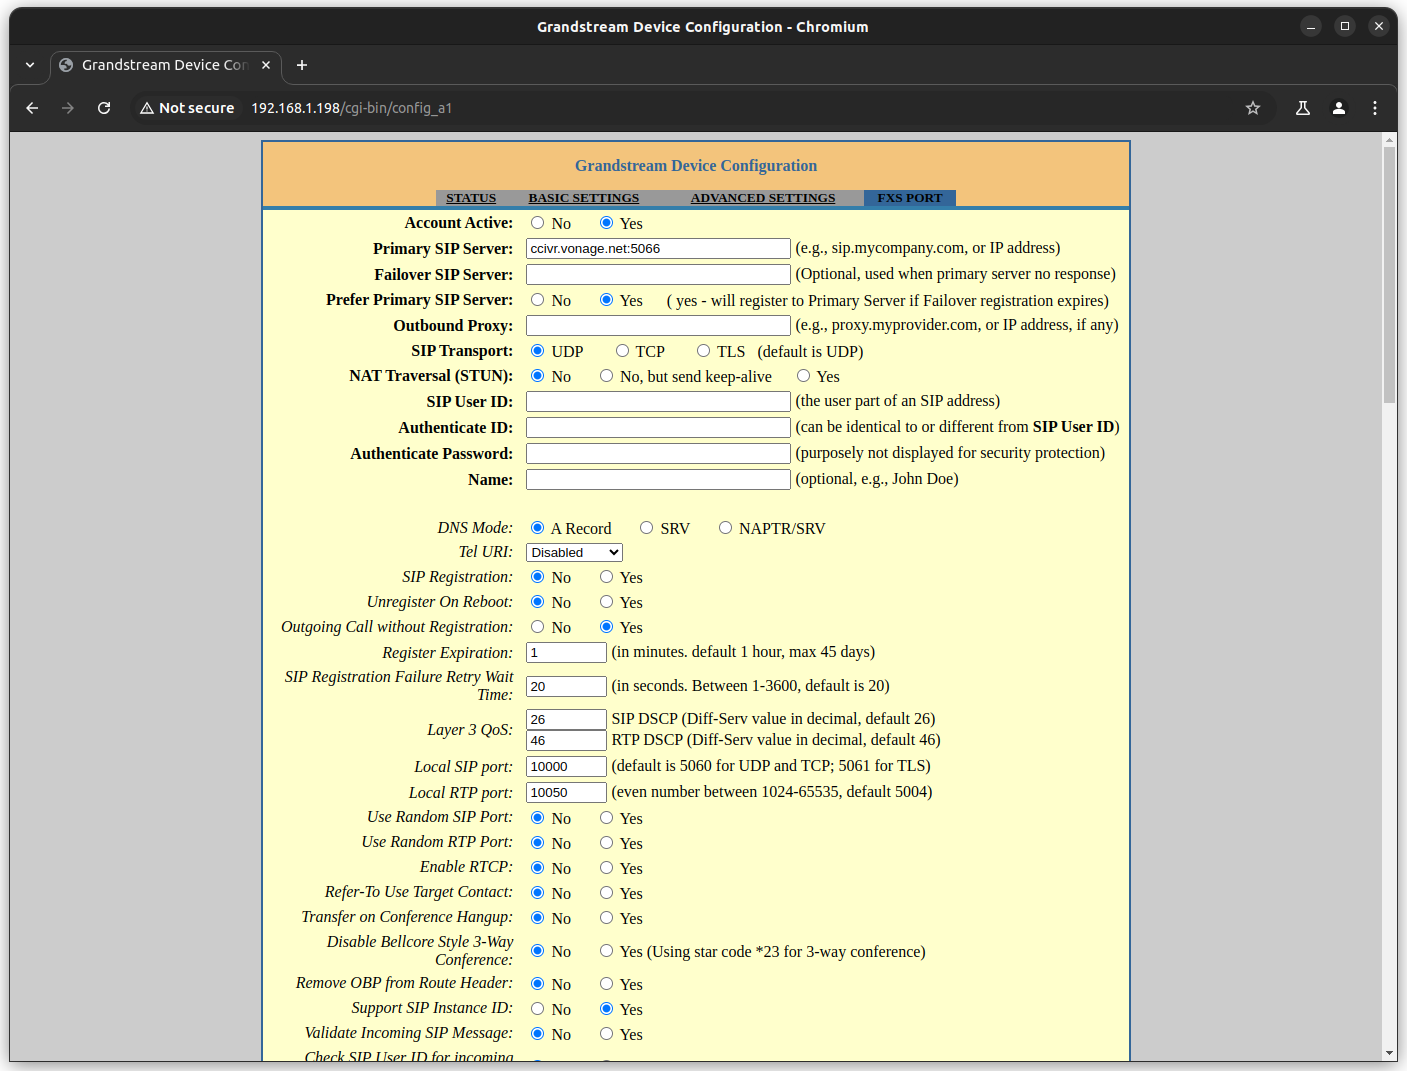 Grandstream Device Configuration - Chromium
Grandstream Device Con
Not secure 192.168.1.198/cgi-bin/config_a1
Grandstream Device Configuration
STATUS BASIC SETTINGS ADVANCED SETTINGS FXS PORT
Account Active: No Yes
Primary SIP Server: ccivr.vonage.net:5066 (e.g., sip.mycompany.com, or IP address)
Failover SIP Server: (Optional, used when primary server no response)
Prefer Primary SIP Server: No Yes ( yes - will register to Primary Server if Failover registration expires)
Outbound Proxy: (e.g., proxy.myprovider.com, or IP address, if any)
SIP Transport: UDP TCP TLS (default is UDP)
NAT Traversal (STUN): No No, but send keep-alive Yes
SIP User ID: (the user part of an SIP address)
Authenticate ID: (can be identical to or different from SIP User ID)
Authenticate Password: (purposely not displayed for security protection)
Name: (optional, e.g., John Doe)
DNS Mode: A Record SRV NAPTR/SRV
Tel URI: Disabled
SIP Registration: No Yes
Unregister On Reboot: No Yes
Outgoing Call without Registration: No Yes
Register Expiration: 1 (in minutes. default 1 hour, max 45 days)
SIP Registration Failure Retry Wait
Time: 20 (in seconds. Between 1-3600, default is 20)
Layer 3 QoS: 26 SIP DSCP (Diff-Serv value in decimal, default 26)
46 RTP DSCP (Diff-Serv value in decimal, default 46)
Local SIP port: 10000 (default is 5060 for UDP and TCP; 5061 for TLS)
Local RTP port: 10050 (even number between 1024-65535, default 5004)
Use Random SIP Port: No Yes
Use Random RTP Port: No Yes
Enable RTCP: No Yes
Refer-To Use Target Contact: No Yes
Transfer on Conference Hangup: No Yes
Disable Bellcore Style 3-Way
Conference: No Yes (Using star code *23 for 3-way conference)
Remove OBP from Route Header: No Yes
Support SIP Instance ID: No Yes
Validate Incoming SIP Message: No Yes
Check SIP User ID for incoming